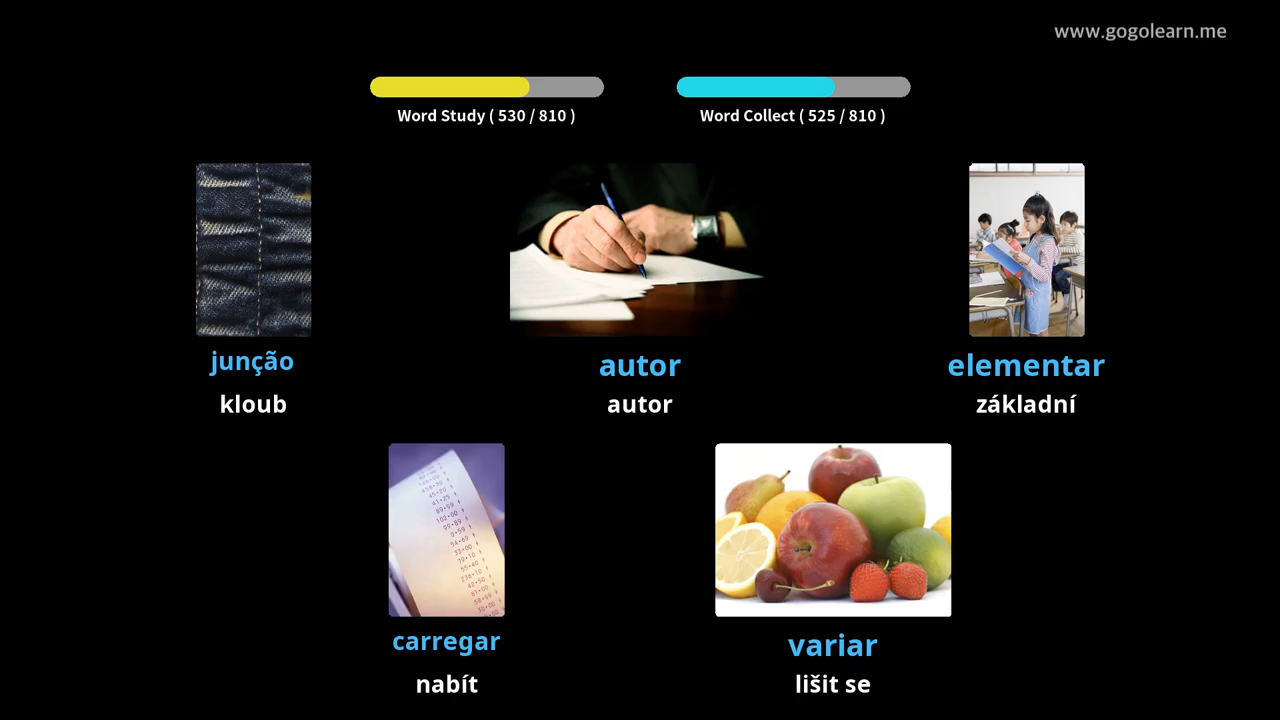 www.gogolearn.me
Word Study ( 530 / 810 )
Word Collect ( 525 / 810 )
junção
autor
elementar
kloub
autor
základní
carregar
variar
nabít
lišit se